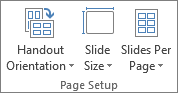 Handout Slide Slides Per
Orientation Size Page
Page Setup